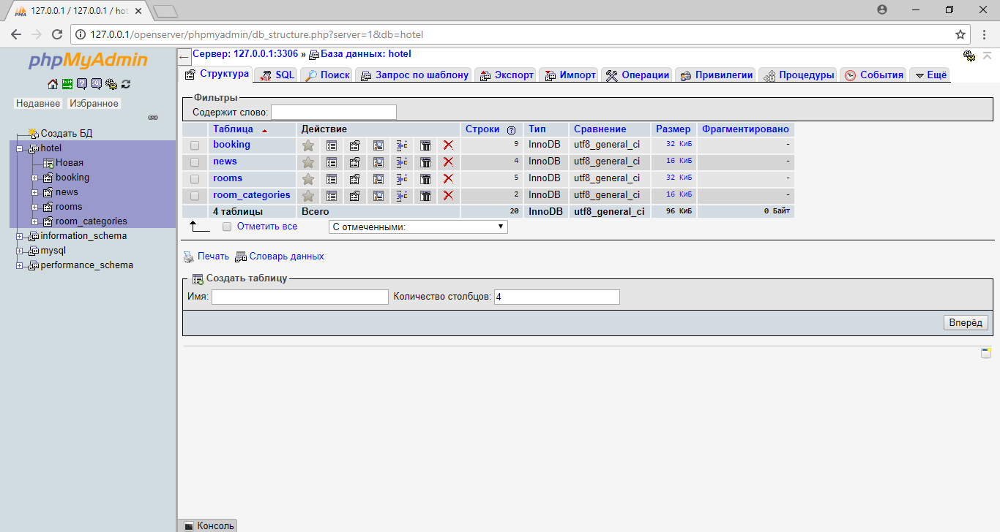 127.0.0.1 / 127.0.0.1 / hot
127.0.0.1/openserver/phpmyadmin/db_structure.php?server=1&db=hotel
phpMyAdmin
Недавнее Избранное
Создать БД
hotel
Новая
booking
news
rooms
room_categories
information_schema
mysql
performance_schema
Сервер: 127.0.0.1:3306 » База данных: hotel
Структура SQL Поиск Запрос по шаблону Экспорт Импорт Операции Привилегии Процедуры События Ещё
Фильтры
Содержит слово:
Таблица Действие Строки Тип Сравнение Размер Фрагментировано
booking 9 InnoDB utf8_general_ci 32 КиБ -
news 4 InnoDB utf8_general_ci 16 КиБ -
rooms 5 InnoDB utf8_general_ci 32 КиБ -
room_categories 2 InnoDB utf8_general_ci 16 КиБ -
4 таблицы Всего 20 InnoDB utf8_general_ci 96 КиБ 0 Байт
Отметить все С отмеченными:
Печать Словарь данных
Создать таблицу
Имя: Количество столбцов: 4
Вперёд
Консоль